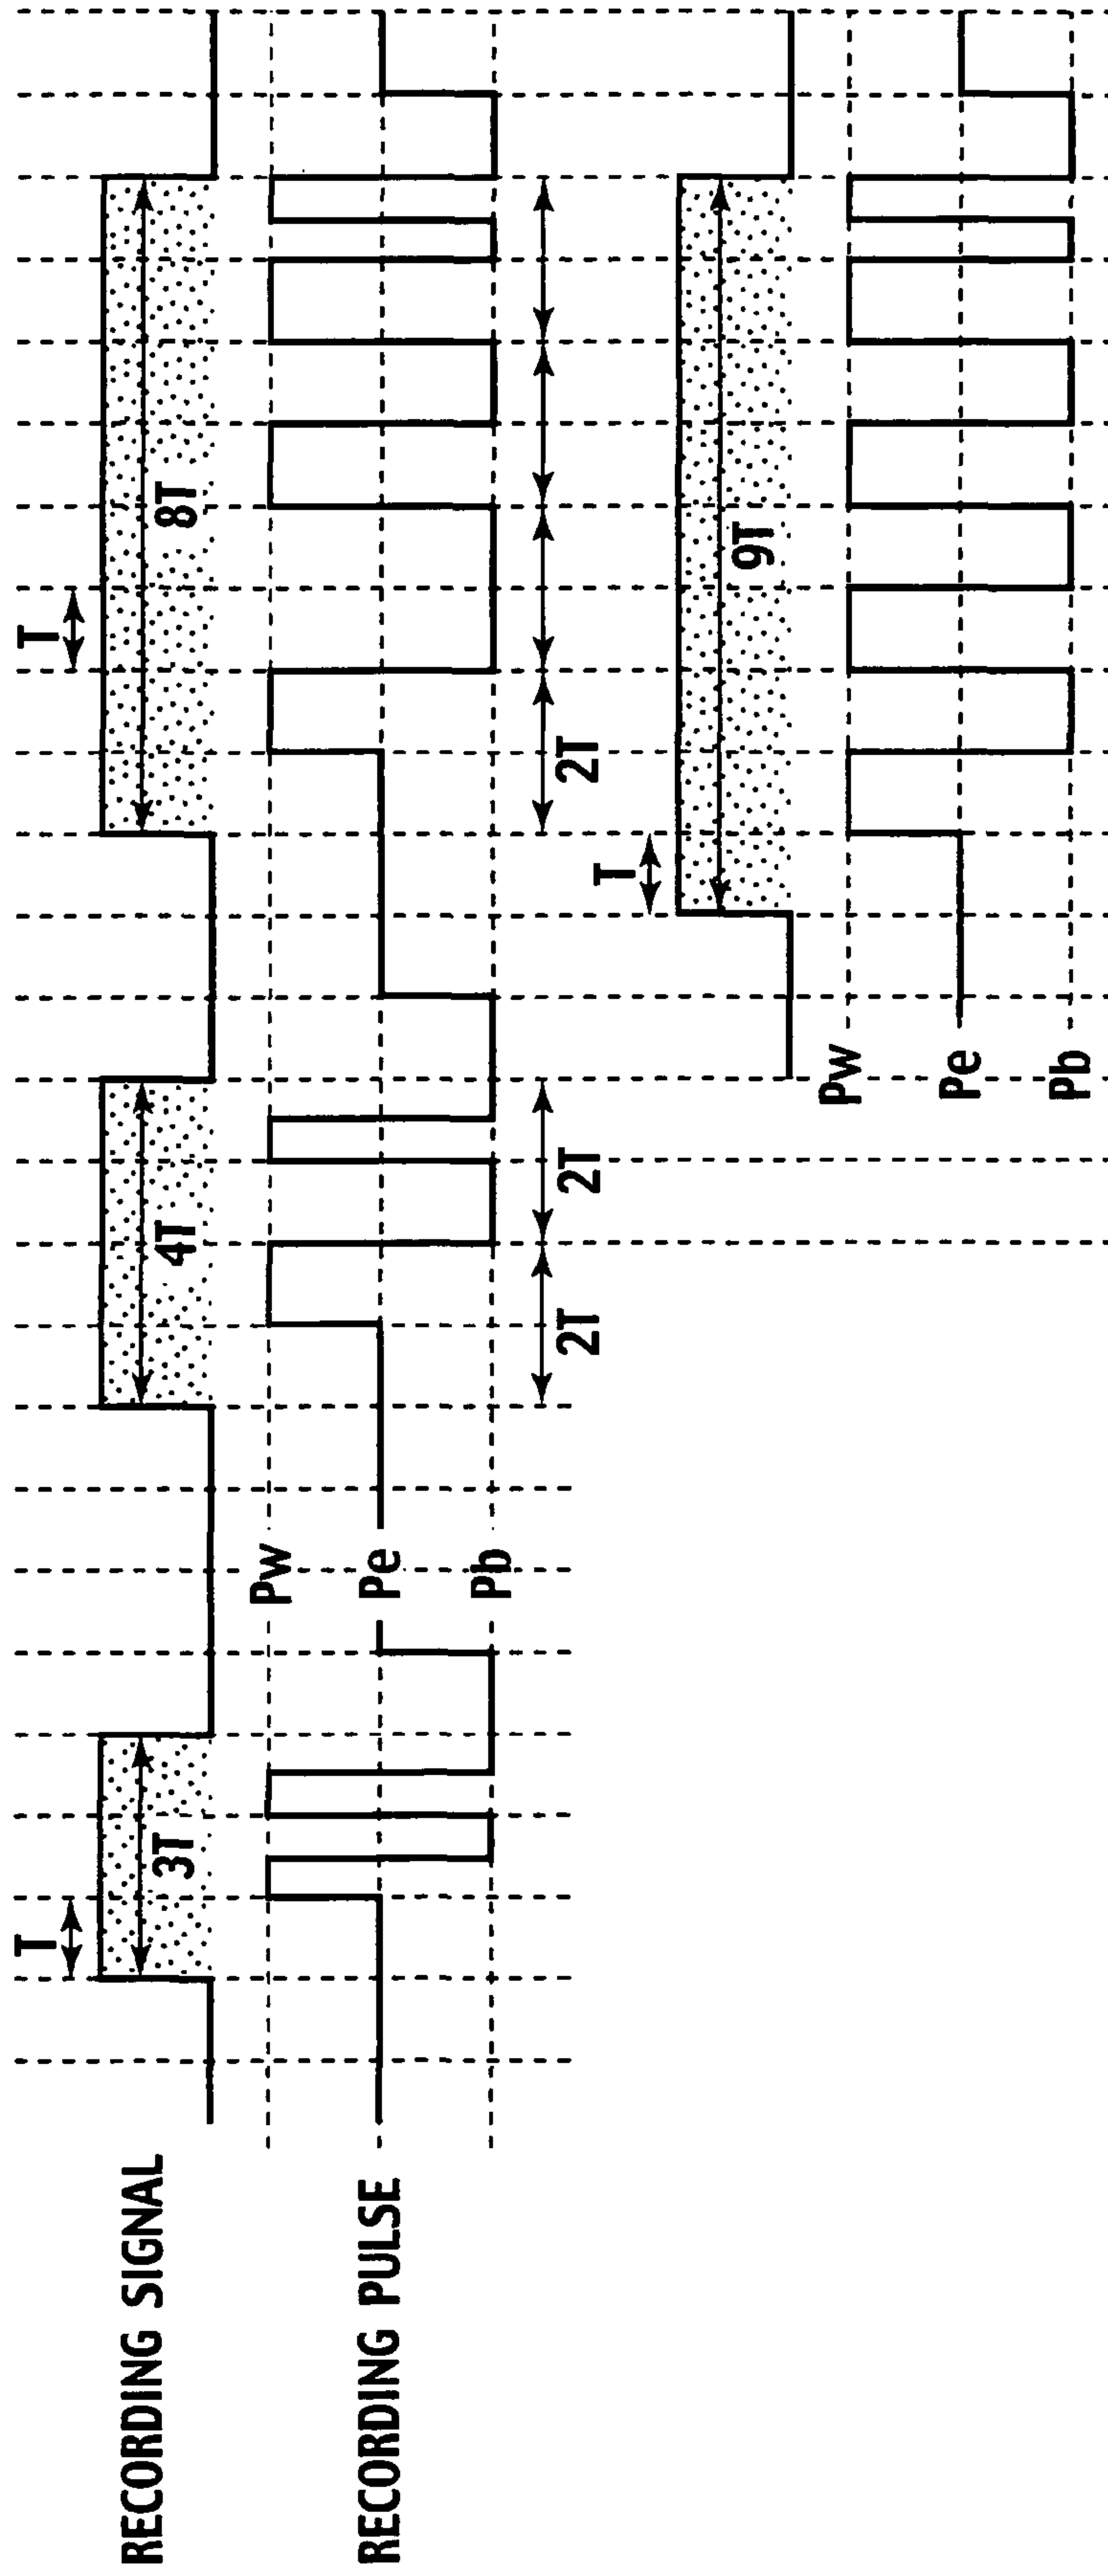 RECORDING SIGNAL
T
3T
4T
T
8T
RECORDING PULSE
Pw
Pe
Pb
2T
2T
2T
T
9T
Pw
Pe
Pb